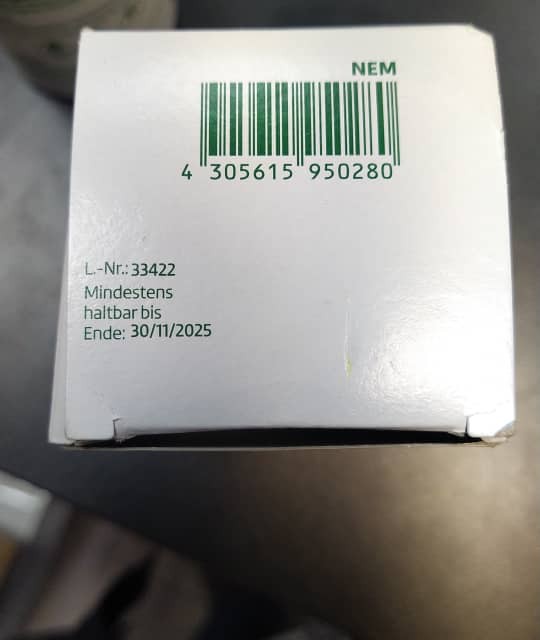 NEM
4 305615 950280
L.-Nr.: 33422
Mindestens
haltbar bis
Ende: 30/11/2025